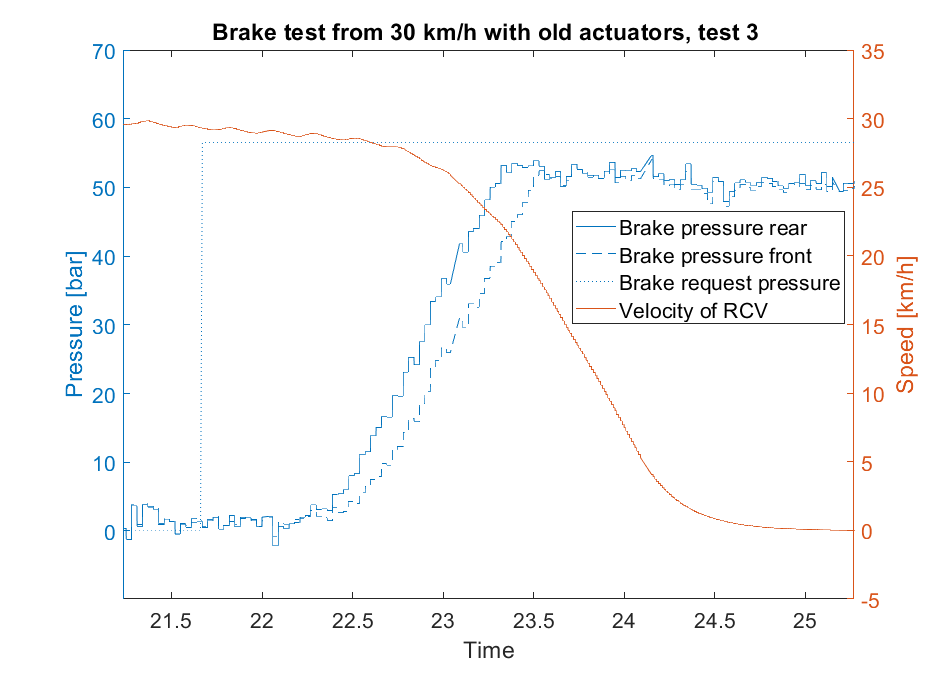 Brake test from 30 km/h with old actuators, test 3
70
60
50
40
30
20
10
0
Pressure [bar]
35
30
25
20
15
10
5
0
-5
Speed [km/h]
Brake pressure rear
Brake pressure front
Brake request pressure
Velocity of RCV
21.5 22 22.5 23 23.5 24 24.5 25
Time